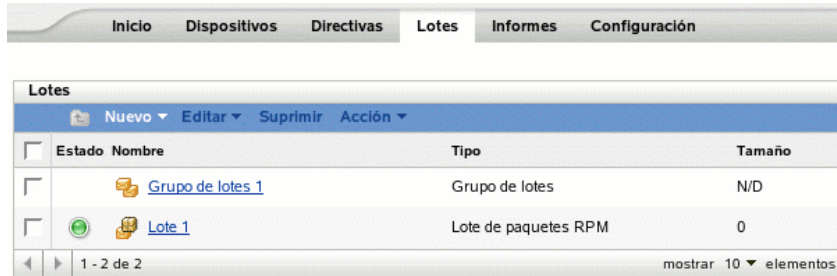 Inicio Dispositivos Directivas Lotes Informes Configuración
Lotes
Nuevo Editar Suprimir Acción
Estado Nombre Tipo Tamaño
Grupo de lotes 1 Grupo de lotes N/D
Lote 1 Lote de paquetes RPM 0
1 - 2 de 2 mostrar 10 elementos